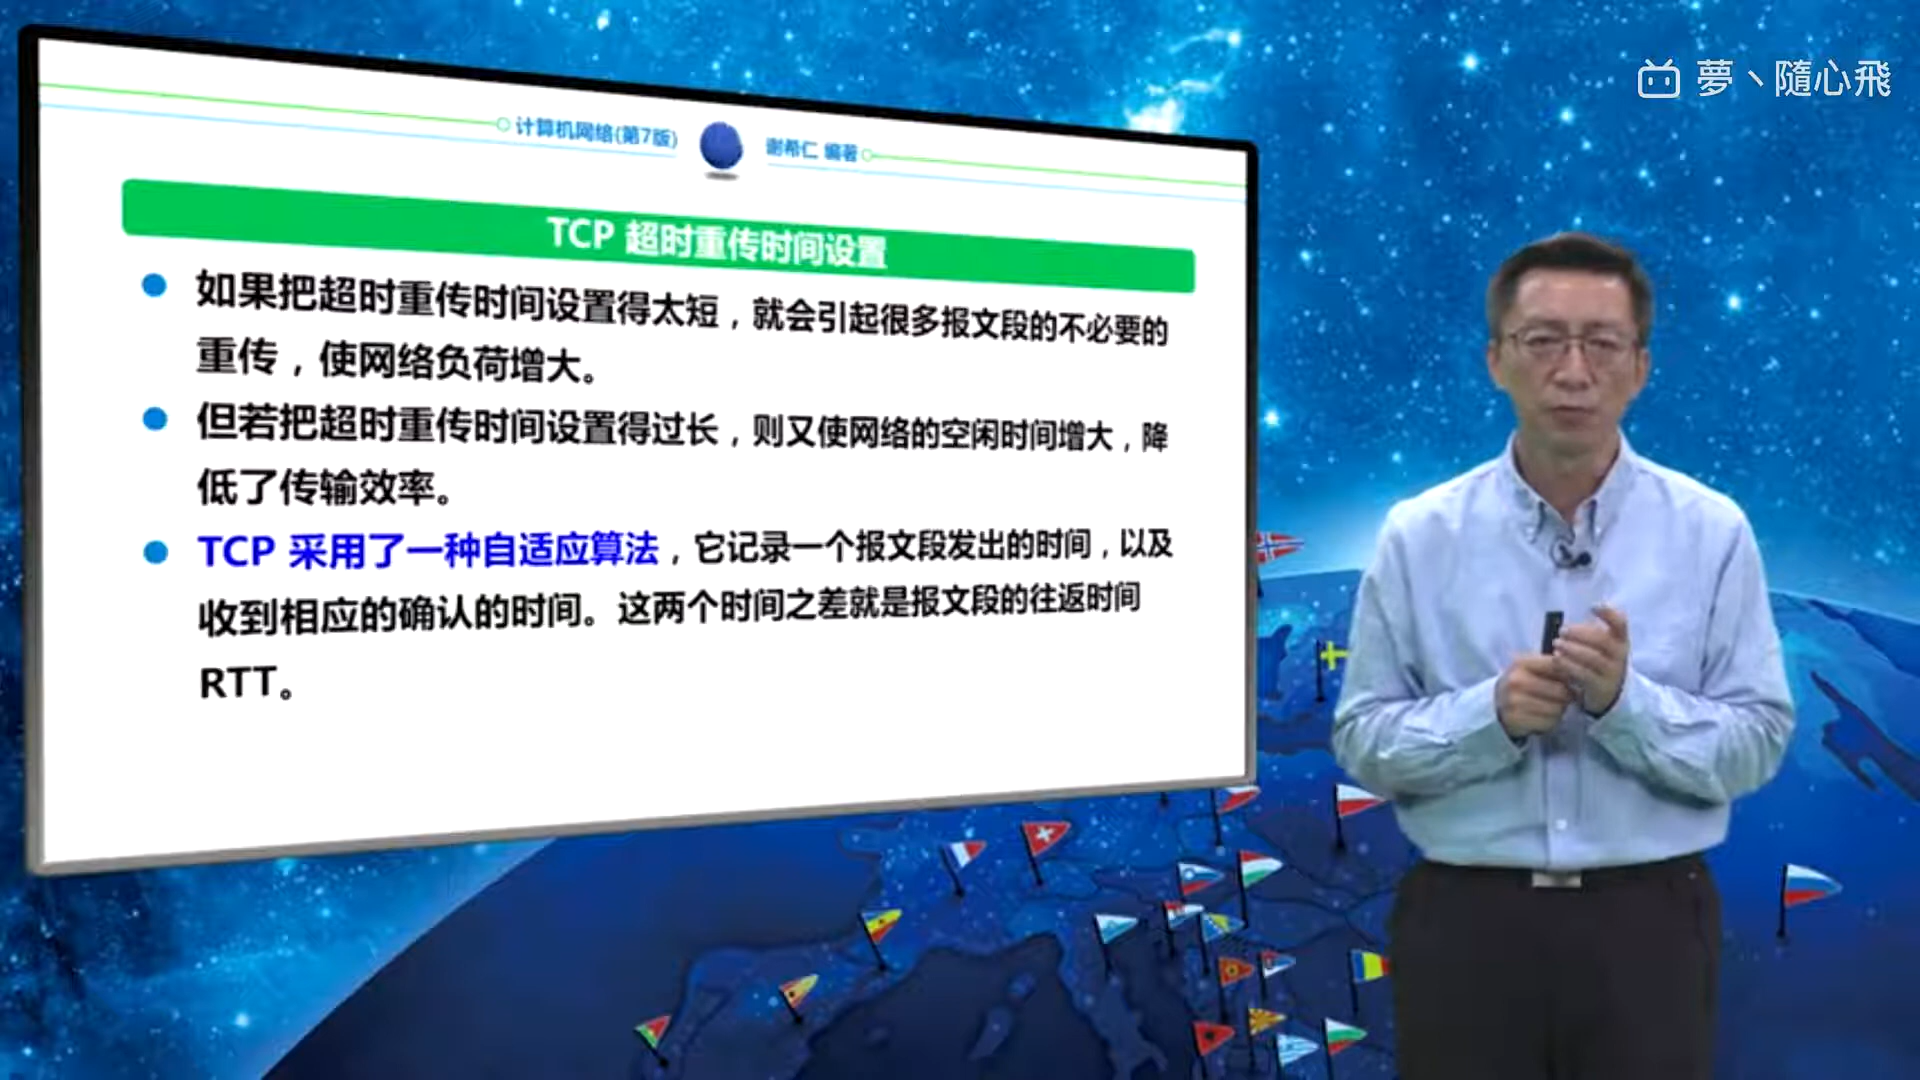 夢丶隨心飛
计算机网络(第7版) 谢希仁 编著
TCP 超时重传时间设置
如果把超时重传时间设置得太短，就会引起很多报文段的不必要的
重传，使网络负荷增大。
但若把超时重传时间设置得过长，则又使网络的空闲时间增大，降
低了传输效率。
TCP 采用了一种自适应算法，它记录一个报文段发出的时间，以及
收到相应的确认的时间。这两个时间之差就是报文段的往返时间
RTT。